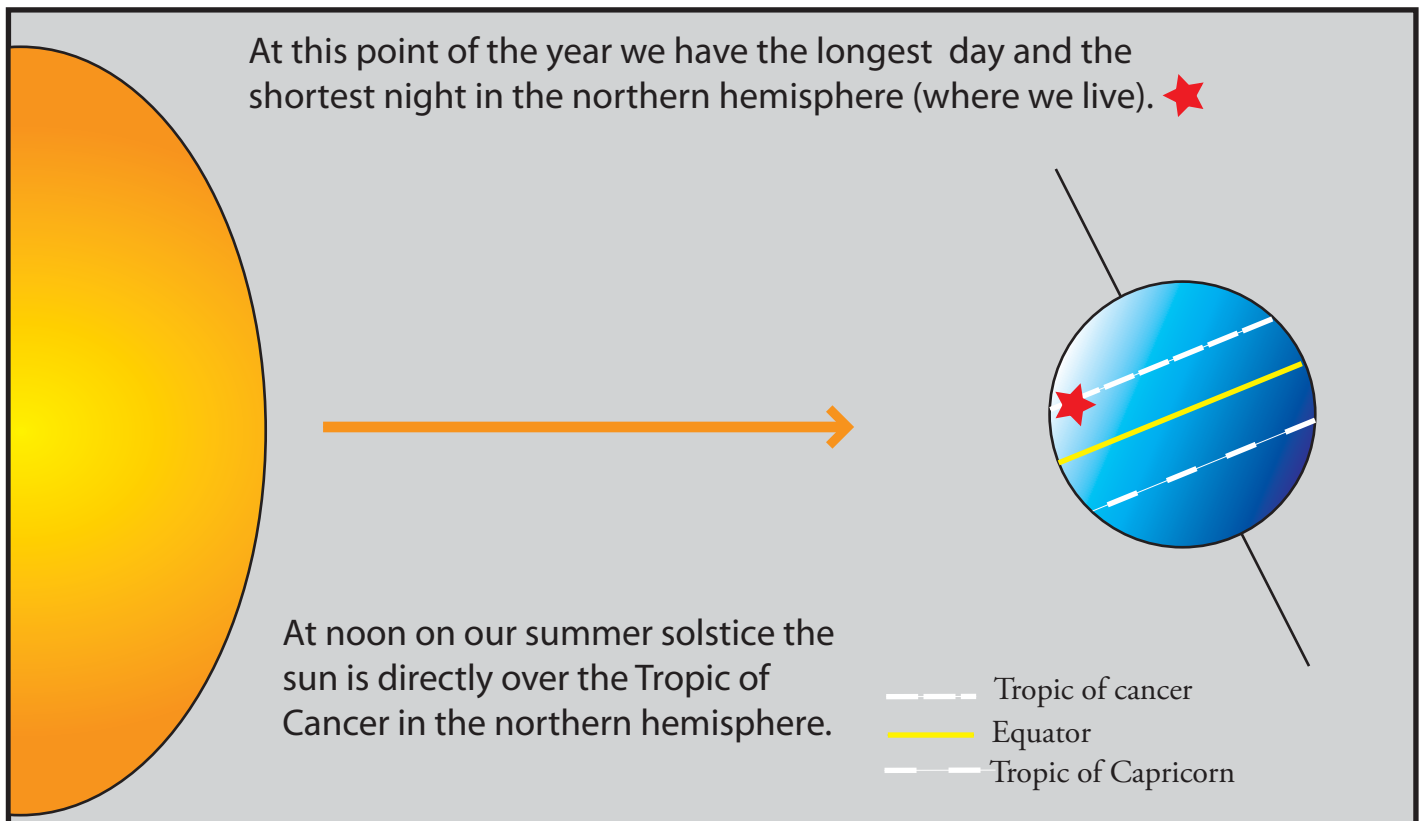 At this point of the year we have the longest  day and the
shortest night in the northern hemisphere (where we live).
At noon on our summer solstice the
sun is directly over the Tropic of
Cancer in the northern hemisphere.
Tropic of cancer
Equator
Tropic of Capricorn